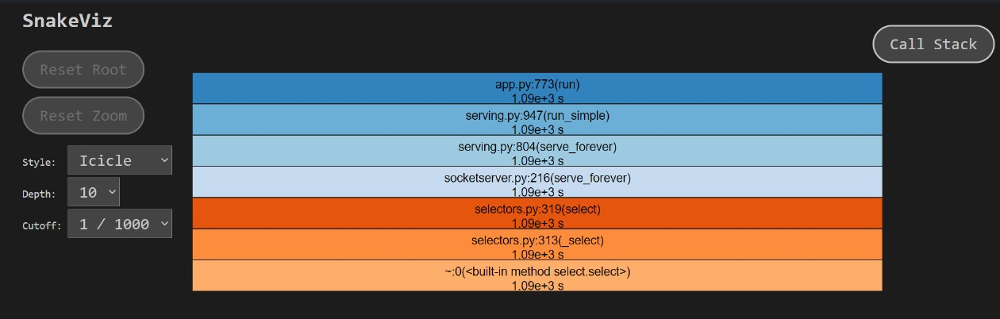 SnakeViz
Call Stack
Reset Root
Reset Zoom
Style: Icicle
Depth: 10
Cutoff: 1 / 1000
app.py:773(run)
1.09e+3 s
serving.py:947(run_simple)
1.09e+3 s
serving.py:804(serve_forever)
1.09e+3 s
socketserver.py:216(serve_forever)
1.09e+3 s
selectors.py:319(select)
1.09e+3 s
selectors.py:313(_select)
1.09e+3 s
~:0(<built-in method select.select>)
1.09e+3 s